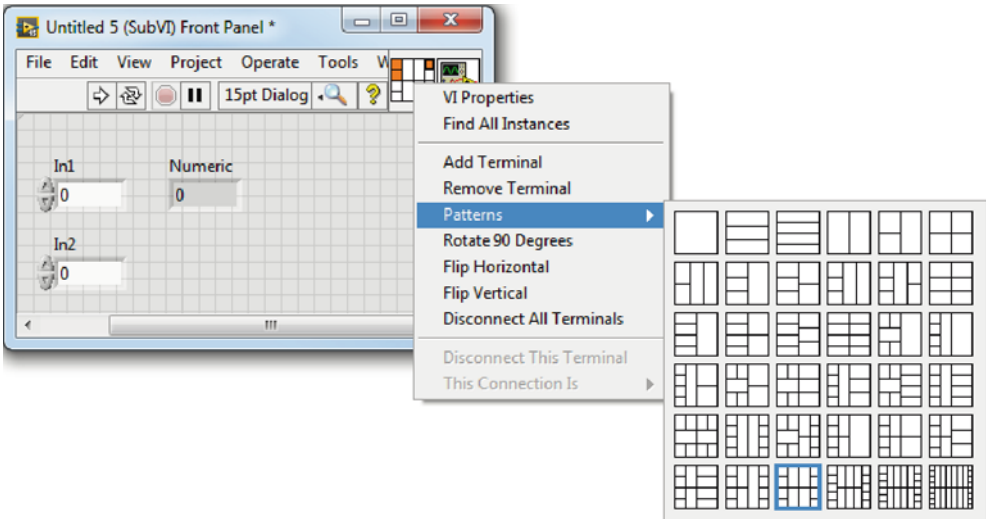 Untitled 5 (SubVI) Front Panel *
File Edit View Project Operate Tools W
15pt Dialog
In1
0
Numeric
0
In2
0
VI Properties
Find All Instances
Add Terminal
Remove Terminal
Patterns
Rotate 90 Degrees
Flip Horizontal
Flip Vertical
Disconnect All Terminals
Disconnect This Terminal
This Connection Is